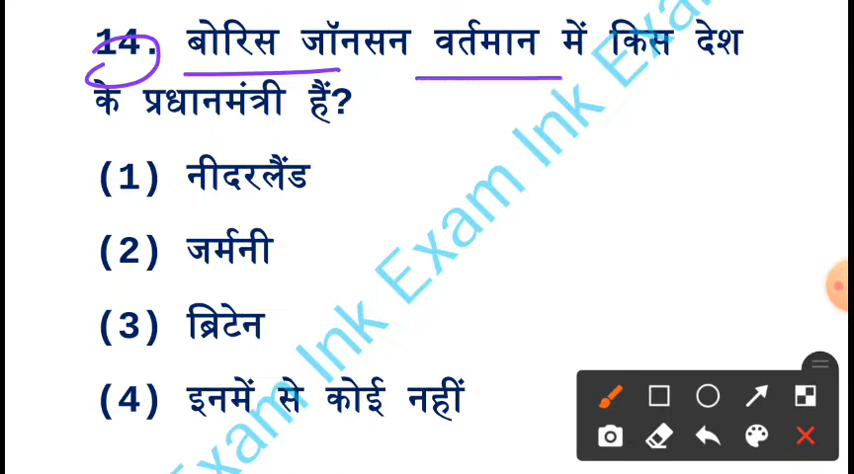 14. बोरिस जॉनसन वर्तमान में किस देश
के प्रधानमंत्री हैं?
(1) नीदरलैंड
(2) जर्मनी
(3) ब्रिटेन
(4) इनमें से कोई नहीं
Exam Ink Exam Ink Exam